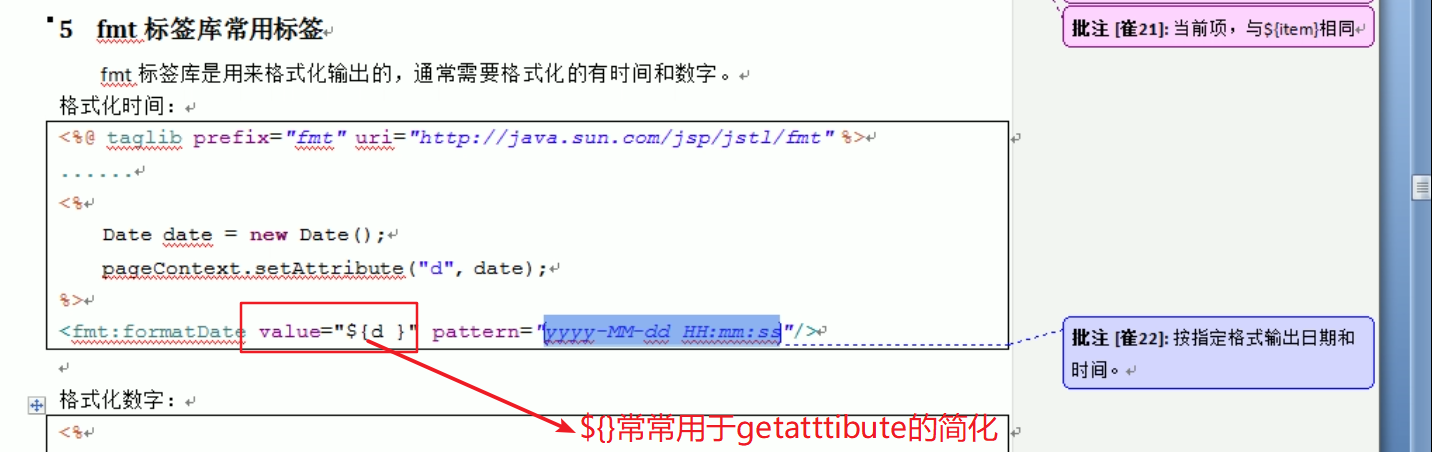 5 fmt 标签库常用标签
批注 [崔21]: 当前项，与${item}相同
fmt 标签库是用来格式化输出的，通常需要格式化的有时间和数字。
格式化时间：
<%@ taglib prefix="fmt" uri="http://java.sun.com/jsp/jstl/fmt" %>
......
<%
Date date = new Date();
pageContext.setAttribute("d", date);
%>
<fmt:formatDate value="${d }" pattern="yyyy-MM-dd HH:mm:ss"/>
批注 [崔22]: 按指定格式输出日期和
时间。
格式化数字：
${}常常用于getatttibute的简化
<%